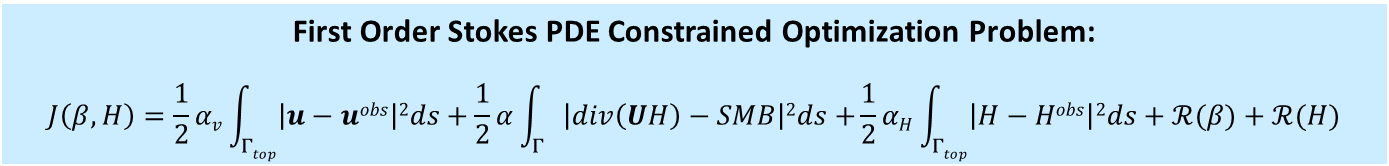 First Order Stokes PDE Constrained Optimization Problem:
J(β, H) = 1/2 α_v ∫_{Γ_top} |𝒖 − 𝒖^{obs}|² ds + 1/2 α ∫_Γ |div(𝑼H) − SMB|² ds + 1/2 α_H ∫_{Γ_top} |H − H^{obs}|² ds + ℛ(β) + ℛ(H)